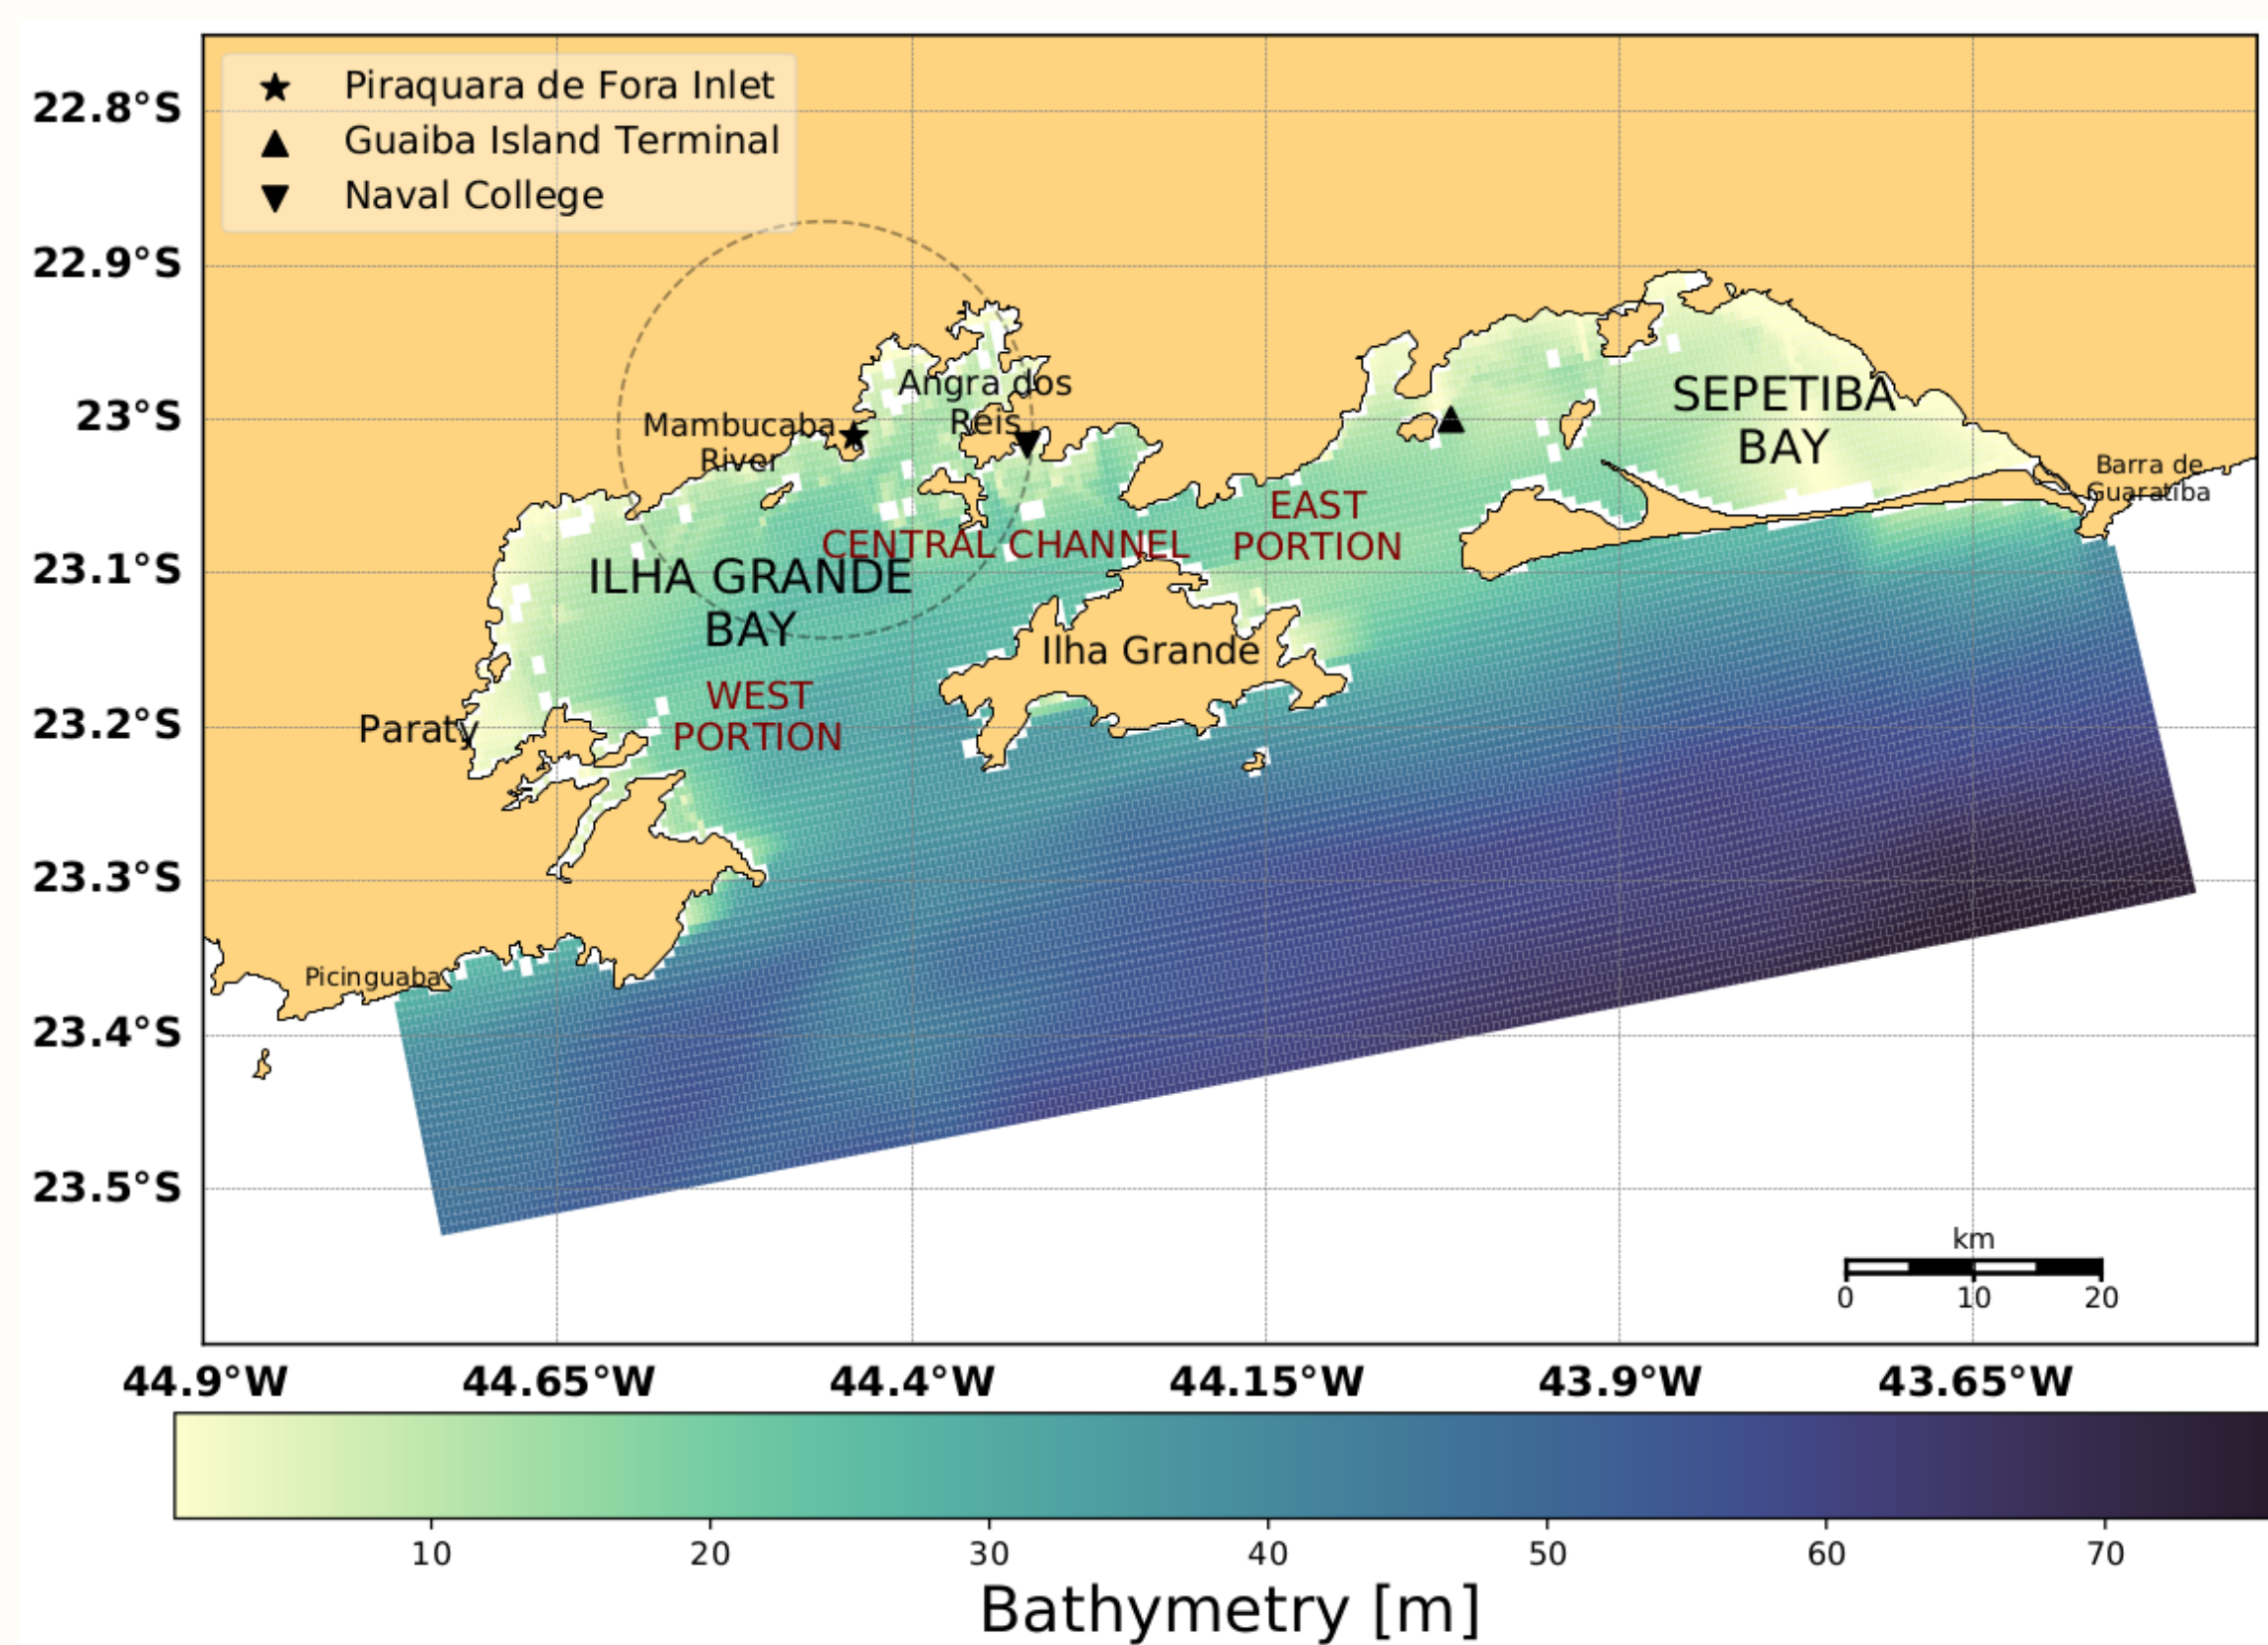 Piraquara de Fora Inlet
Guaiba Island Terminal
Naval College
22.8°S
22.9°S
23°S
23.1°S
23.2°S
23.3°S
23.4°S
23.5°S
Angra dos
Reis
Mambucaba
River
SEPETIBA
BAY
Barra de
Guaratiba
EAST
PORTION
CENTRAL CHANNEL
ILHA GRANDE
BAY
Ilha Grande
WEST
PORTION
Paraty
Picinguaba
km
0 10 20
44.9°W 44.65°W 44.4°W 44.15°W 43.9°W 43.65°W
10 20 30 40 50 60 70
Bathymetry [m]